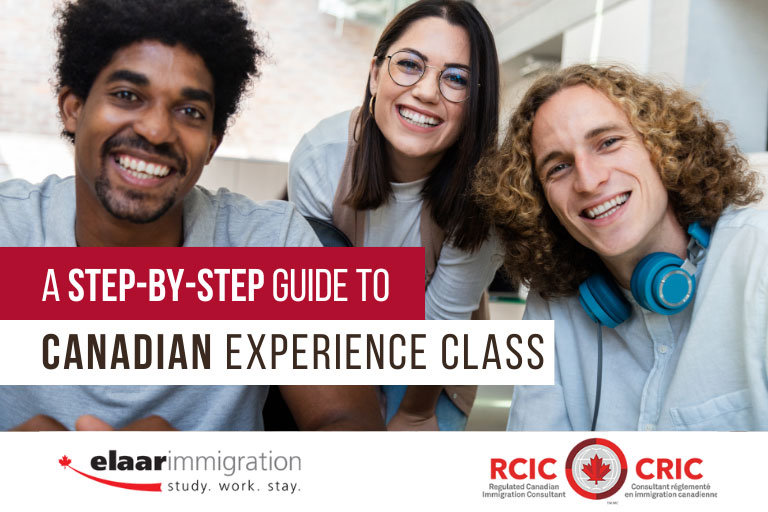 A STEP-BY-STEP GUIDE TO
CANADIAN EXPERIENCE CLASS
elaarimmigration
study. work. stay.
RCIC CRIC
Regulated Canadian Consultant réglementé
Immigration Consultant en immigration canadienne